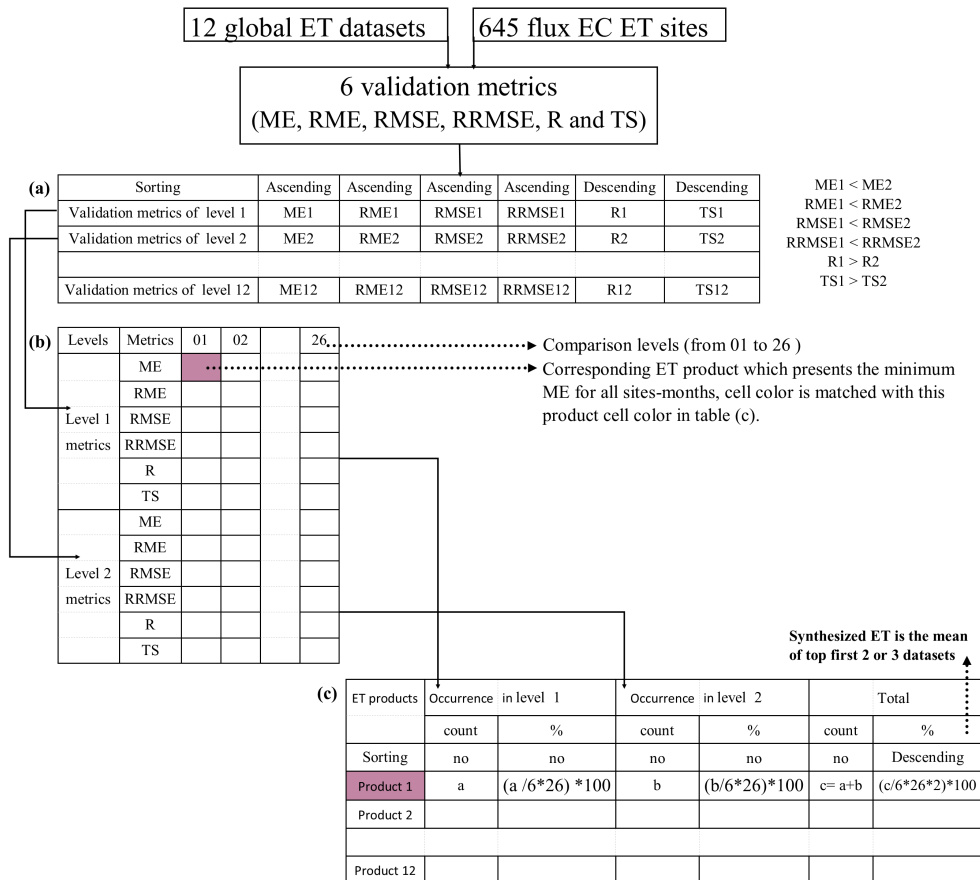 12 global ET datasets
645 flux EC ET sites
6 validation metrics
(ME, RME, RMSE, RRMSE, R and TS)
(a)
Sorting Ascending Ascending Ascending Ascending Descending Descending
Validation metrics of level 1 ME1 RME1 RMSE1 RRMSE1 R1 TS1
Validation metrics of level 2 ME2 RME2 RMSE2 RRMSE2 R2 TS2
Validation metrics of level 12 ME12 RME12 RMSE12 RRMSE12 R12 TS12
ME1 < ME2
RME1 < RME2
RMSE1 < RMSE2
RRMSE1 < RRMSE2
R1 > R2
TS1 > TS2
(b)
Levels Metrics 01 02 26
ME
RME
Level 1 RMSE
metrics RRMSE
R
TS
ME
RME
Level 2 RMSE
metrics RRMSE
R
TS
Comparison levels (from 01 to 26 )
Corresponding ET product which presents the minimum
ME for all sites-months, cell color is matched with this
product cell color in table (c).
Synthesized ET is the mean
of top first 2 or 3 datasets
(c)
ET products Occurrence in level 1 Occurrence in level 2 Total
count % count % count %
Sorting no no no no no Descending
Product 1 a (a /6*26) *100 b (b/6*26)*100 c= a+b (c/6*26*2)*100
Product 2
Product 12